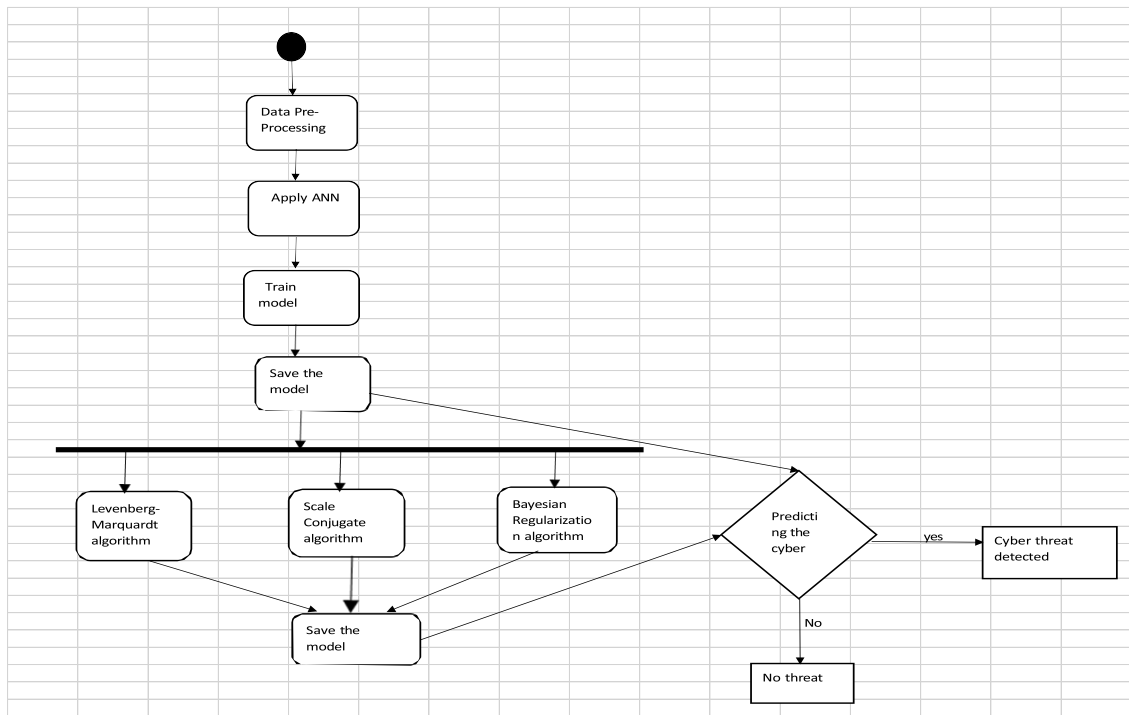 Data Pre-
Processing
Apply ANN
Train
model
Save the
model
Levenberg-
Marquardt
algorithm
Scale
Conjugate
algorithm
Bayesian
Regularizatio
n algorithm
Save the
model
Predicti
ng the
cyber
yes
Cyber threat
detected
No
No threat